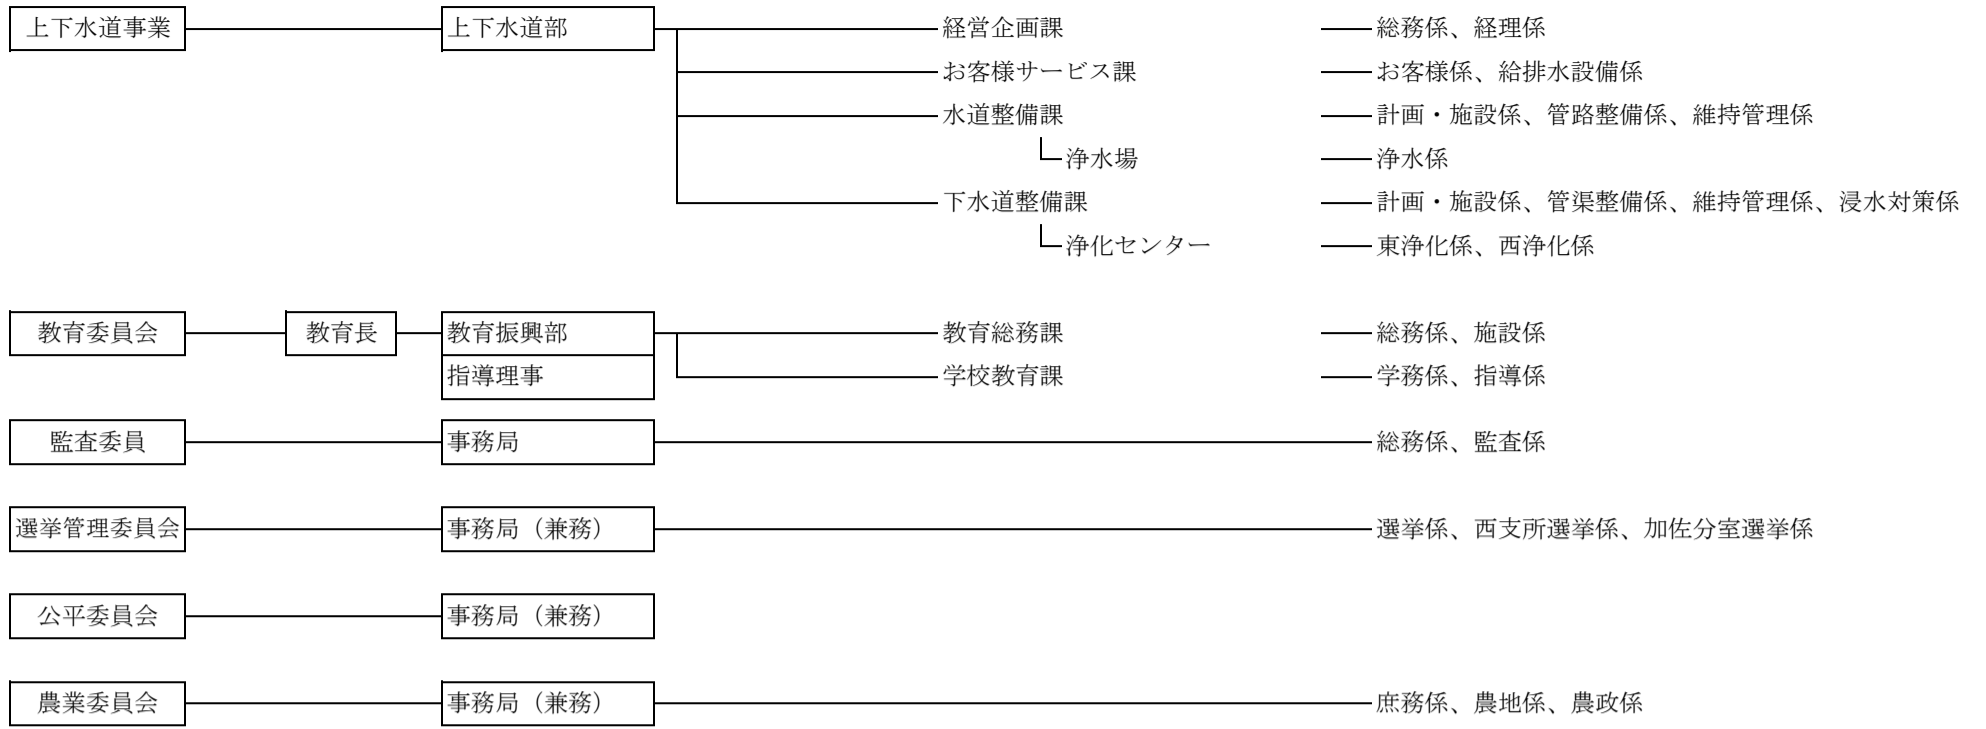 上下水道事業 上下水道部 経営企画課 総務係、経理係
お客様サービス課 お客様係、給排水設備係
水道整備課 計画・施設係、管路整備係、維持管理係
浄水場 浄水係
下水道整備課 計画・施設係、管渠整備係、維持管理係、浸水対策係
浄化センター 東浄化係、西浄化係
教育委員会 教育長 教育振興部 教育総務課 総務係、施設係
指導理事 学校教育課 学務係、指導係
監査委員 事務局 総務係、監査係
選挙管理委員会 事務局（兼務） 選挙係、西支所選挙係、加佐分室選挙係
公平委員会 事務局（兼務）
農業委員会 事務局（兼務） 庶務係、農地係、農政係